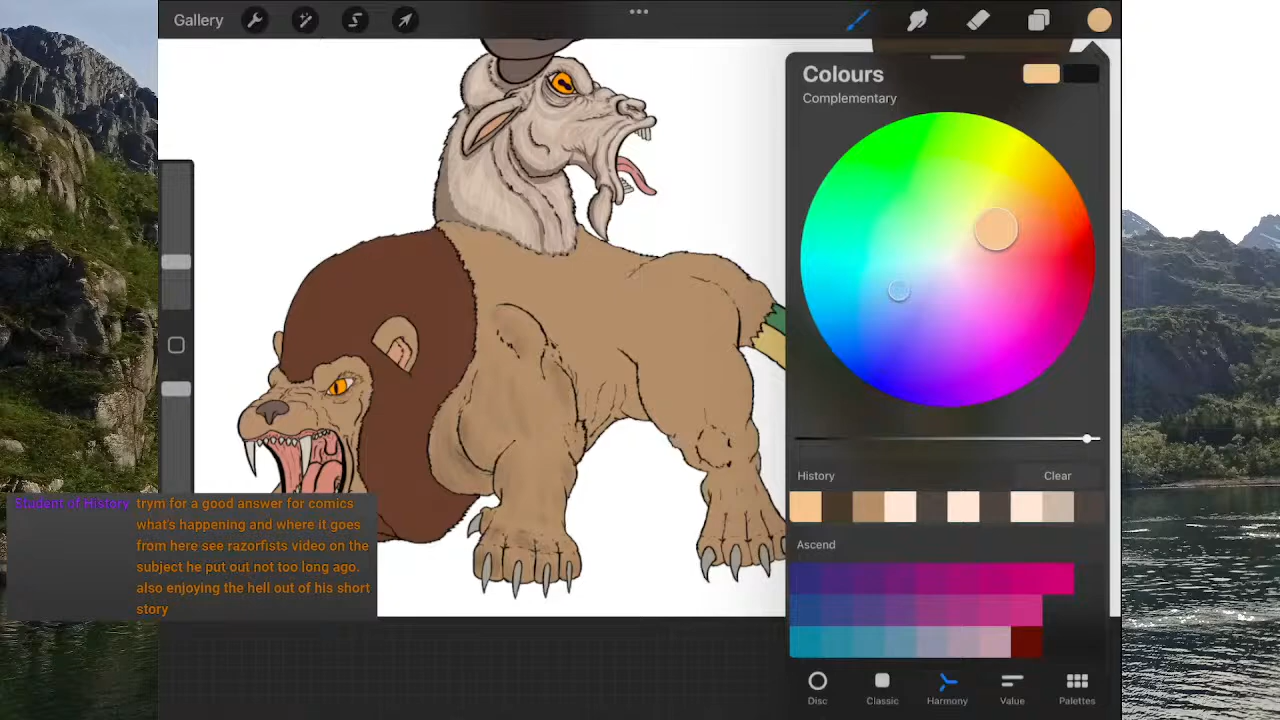 Gallery
Colours
Complementary
History
Clear
Ascend
Disc
Classic
Harmony
Value
Palettes
Student of History trym for a good answer for comics
what's happening and where it goes
from here see razorfists video on the
subject he put out not too long ago.
also enjoying the hell out of his short
story